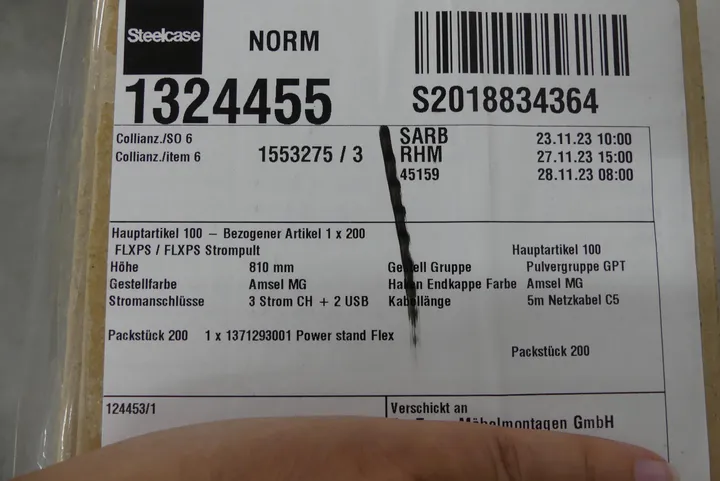 Steelcase
NORM
1324455
S2018834364
Collianz./SO 6
Collianz./item 6
1553275 / 3
SARB 23.11.23 10:00
RHM 27.11.23 15:00
45159 28.11.23 08:00
Hauptartikel 100 – Bezogener Artikel 1 x 200
FLXPS / FLXPS Strompult
Hauptartikel 100
Höhe 810 mm
Gestell Gruppe Pulvergruppe GPT
Gestellfarbe Amsel MG
Haken Endkappe Farbe Amsel MG
Stromanschlüsse 3 Strom CH + 2 USB
Kabellänge 5m Netzkabel C5
Packstück 200 1 x 1371293001 Power stand Flex
Packstück 200
124453/1
Verschickt an
Möbelmontagen GmbH